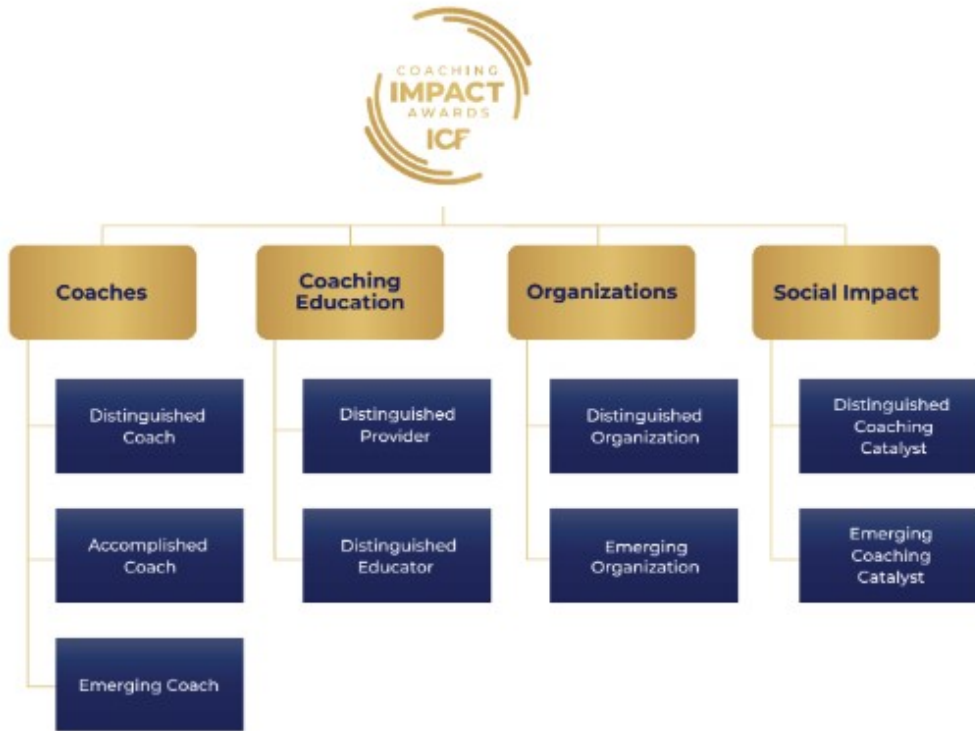 COACHING
IMPACT
AWARDS
ICF
Coaches
Coaching
Education
Organizations
Social Impact
Distinguished
Coach
Distinguished
Provider
Distinguished
Organization
Distinguished
Coaching
Catalyst
Accomplished
Coach
Distinguished
Educator
Emerging
Organization
Emerging
Coaching
Catalyst
Emerging Coach